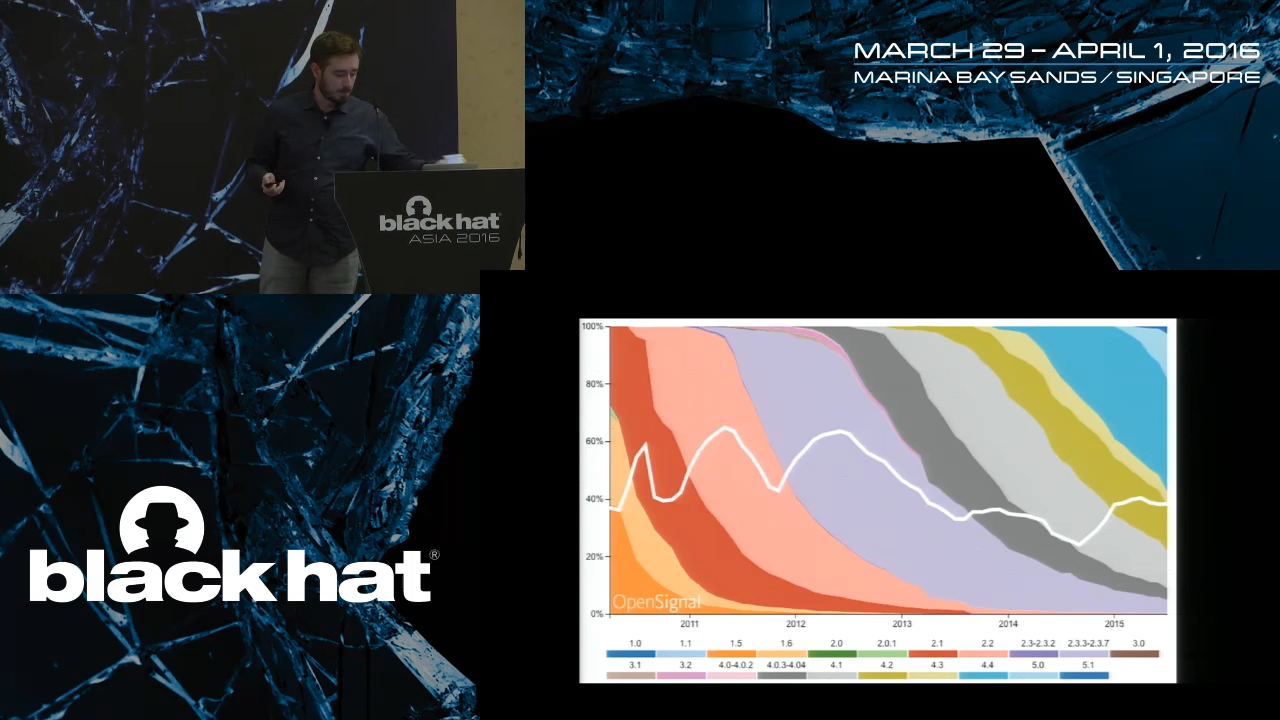 MARCH 29 – APRIL 1, 2016
MARINA BAY SANDS / SINGAPORE
black hat
ASIA 2016
black hat®
100%
80%
60%
40%
20%
0%
OpenSignal
2011 2012 2013 2014 2015
1.0 1.1 1.5 1.6 2.0 2.0.1 2.1 2.2 2.3-2.3.2 2.3.3-2.3.7 3.0
3.1 3.2 4.0-4.0.2 4.0.3-4.04 4.1 4.2 4.3 4.4 5.0 5.1